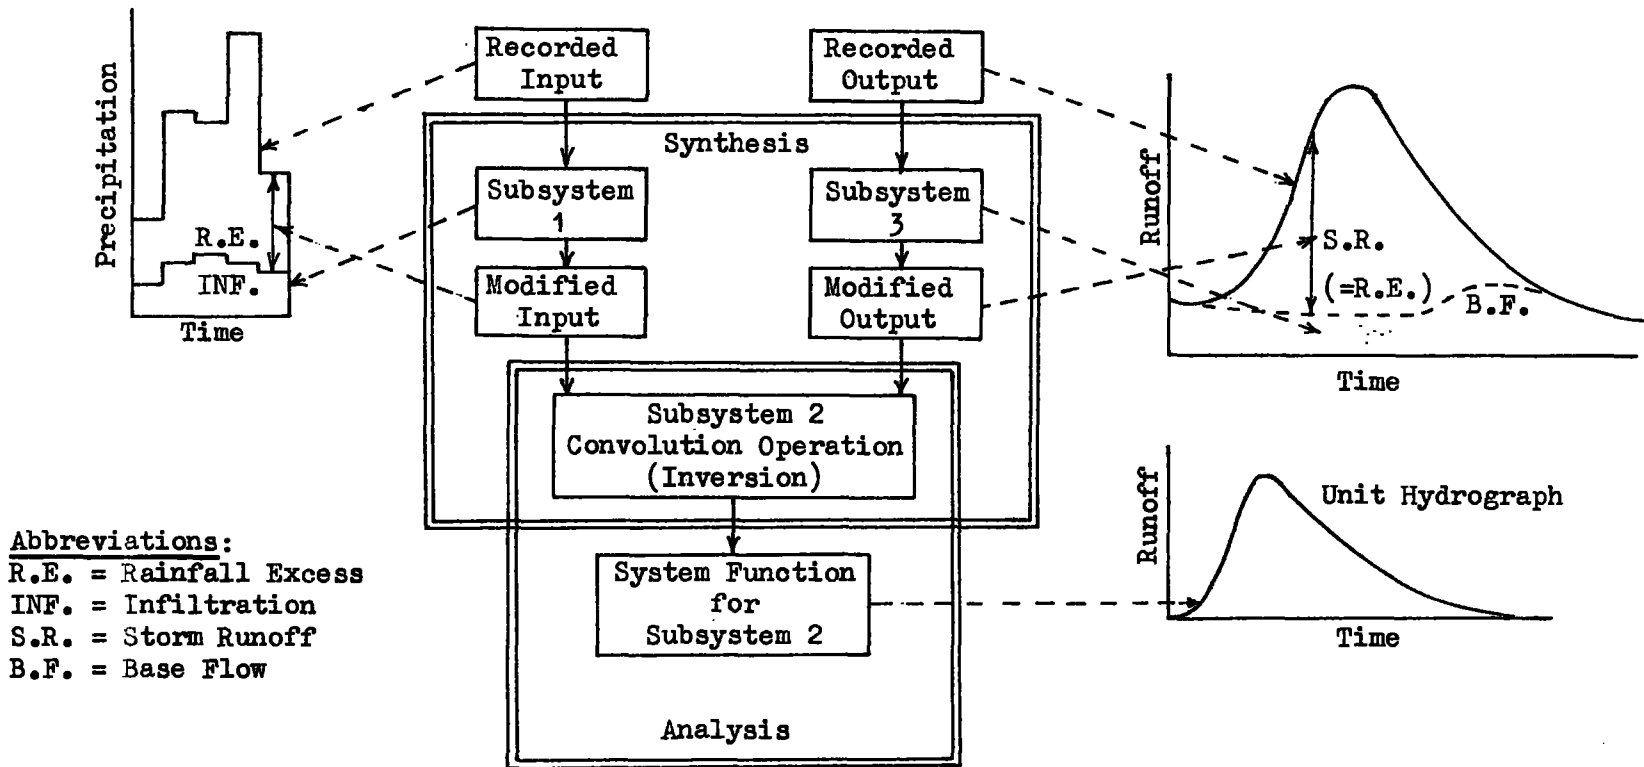 Precipitation
R.E.
INF.
Time
Recorded
Input
Recorded
Output
Synthesis
Subsystem
1
Subsystem
3
Modified
Input
Modified
Output
Subsystem 2
Convolution Operation
(Inversion)
System Function
for
Subsystem 2
Analysis
Runoff
S.R.
(=R.E.)
B.F.
Time
Runoff
Unit Hydrograph
Time
Abbreviations:
R.E. = Rainfall Excess
INF. = Infiltration
S.R. = Storm Runoff
B.F. = Base Flow